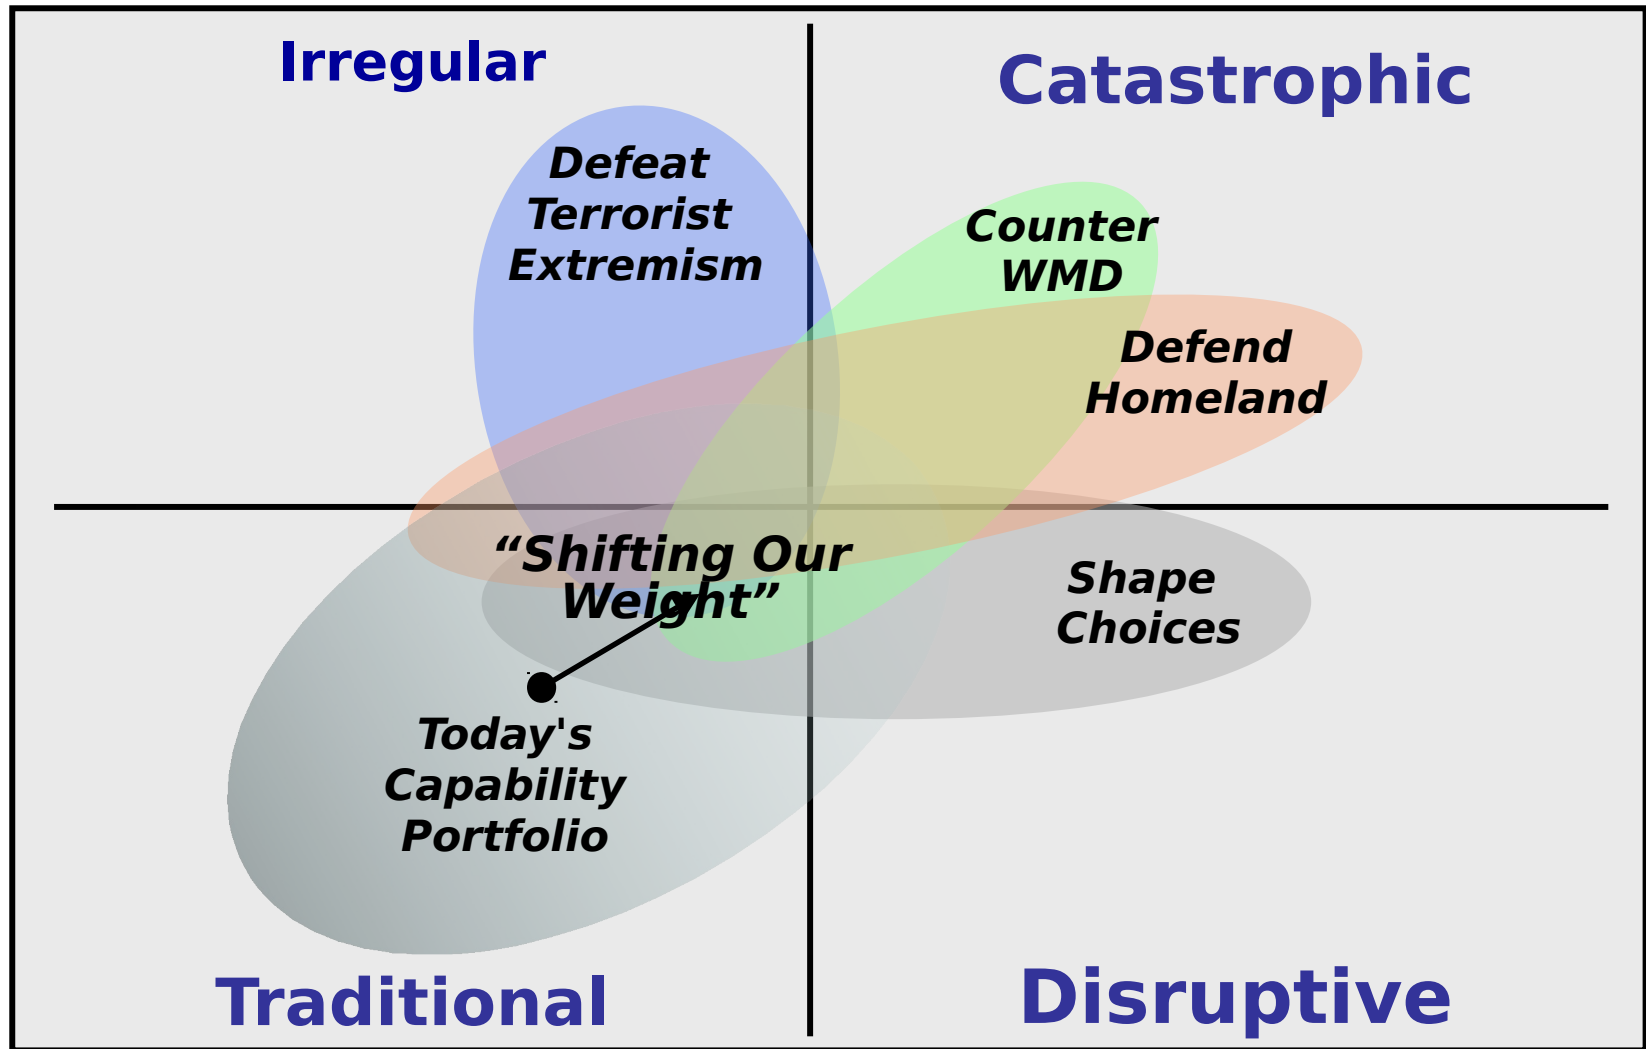 Irregular
Catastrophic
Defeat
Terrorist
Extremism
Counter
WMD
Defend
Homeland
“Shifting Our
Weight”
Shape
Choices
Today's
Capability
Portfolio
Traditional
Disruptive